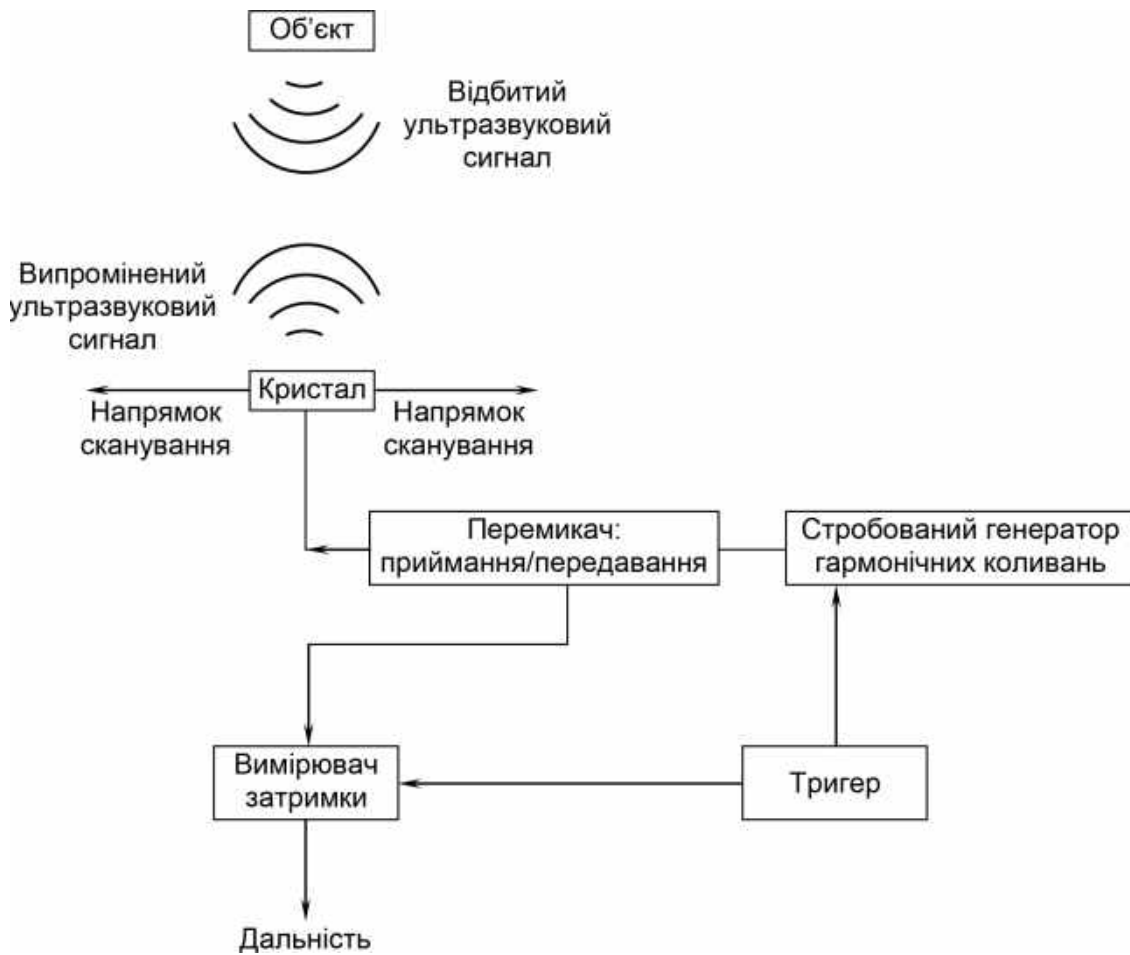 Об’єкт
Відбитий
ультразвуковий
сигнал
Випромінений
ультразвуковий
сигнал
Кристал
Напрямок
сканування
Напрямок
сканування
Перемикач:
приймання/передавання
Стробований генератор
гармонічних коливань
Вимірювач
затримки
Тригер
Дальність